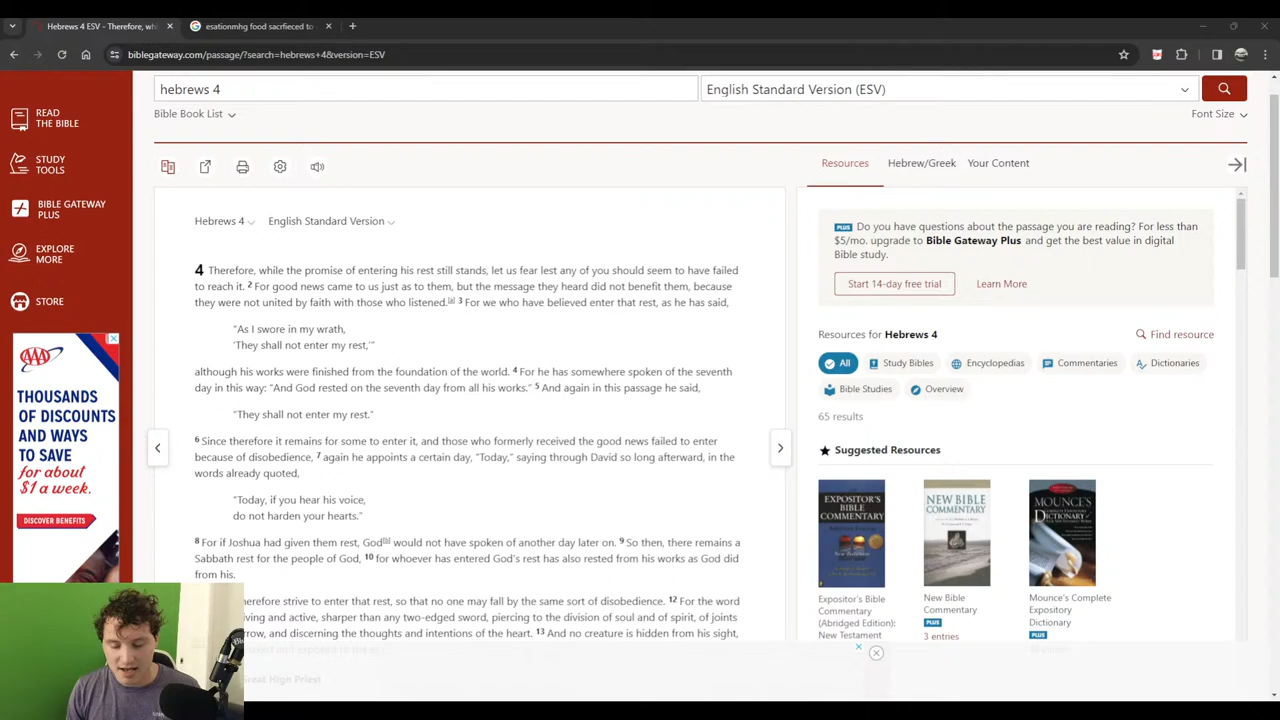 Hebrews 4 ESV - Therefore, wh
esationmhg food sacrfieced to
biblegateway.com/passage/?search=hebrews+4&version=ESV
hebrews 4
English Standard Version (ESV)
Bible Book List
Font Size
READ
THE BIBLE
STUDY
TOOLS
BIBLE GATEWAY
PLUS
EXPLORE
MORE
STORE
AAA
THOUSANDS
OF DISCOUNTS
AND WAYS
TO SAVE
for about
$1 a week.
DISCOVER BENEFITS
Hebrews 4
English Standard Version
4 Therefore, while the promise of entering his rest still stands, let us fear lest any of you should seem to have failed
to reach it. 2 For good news came to us just as to them, but the message they heard did not benefit them, because
they were not united by faith with those who listened.[a] 3 For we who have believed enter that rest, as he has said,
“As I swore in my wrath,
‘They shall not enter my rest,’”
although his works were finished from the foundation of the world. 4 For he has somewhere spoken of the seventh
day in this way: “And God rested on the seventh day from all his works.” 5 And again in this passage he said,
“They shall not enter my rest.”
6 Since therefore it remains for some to enter it, and those who formerly received the good news failed to enter
because of disobedience, 7 again he appoints a certain day, “Today,” saying through David so long afterward, in the
words already quoted,
“Today, if you hear his voice,
do not harden your hearts.”
8 For if Joshua had given them rest, God[b] would not have spoken of another day later on. 9 So then, there remains a
Sabbath rest for the people of God, 10 for whoever has entered God’s rest has also rested from his works as God did
from his.
herefore strive to enter that rest, so that no one may fall by the same sort of disobedience. 12 For the word
iving and active, sharper than any two-edged sword, piercing to the division of soul and of spirit, of joints
rrow, and discerning the thoughts and intentions of the heart. 13 And no creature is hidden from his sight,
reat High Priest
Resources
Hebrew/Greek
Your Content
PLUS Do you have questions about the passage you are reading? For less than
$5/mo. upgrade to Bible Gateway Plus and get the best value in digital
Bible study.
Start 14-day free trial
Learn More
Resources for Hebrews 4
Find resource
All
Study Bibles
Encyclopedias
Commentaries
Dictionaries
Bible Studies
Overview
65 results
Suggested Resources
EXPOSITOR'S
BIBLE
COMMENTARY
NEW BIBLE
COMMENTARY
MOUNCE'S
DICTIONARY
Expositor's Bible
Commentary
(Abridged Edition):
New Testament
New Bible
Commentary
PLUS
3 entries
Mounce's Complete
Expository
Dictionary
PLUS